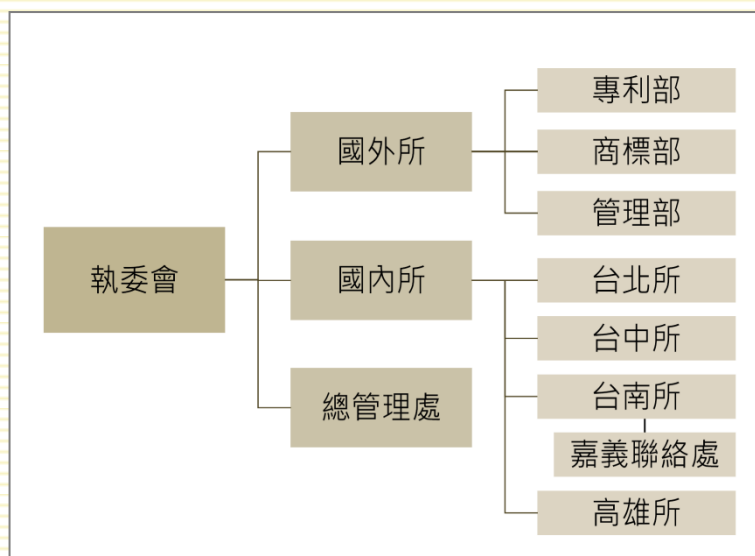 執委會
國外所
專利部
商標部
管理部
國內所
台北所
台中所
台南所
嘉義聯絡處
高雄所
總管理處